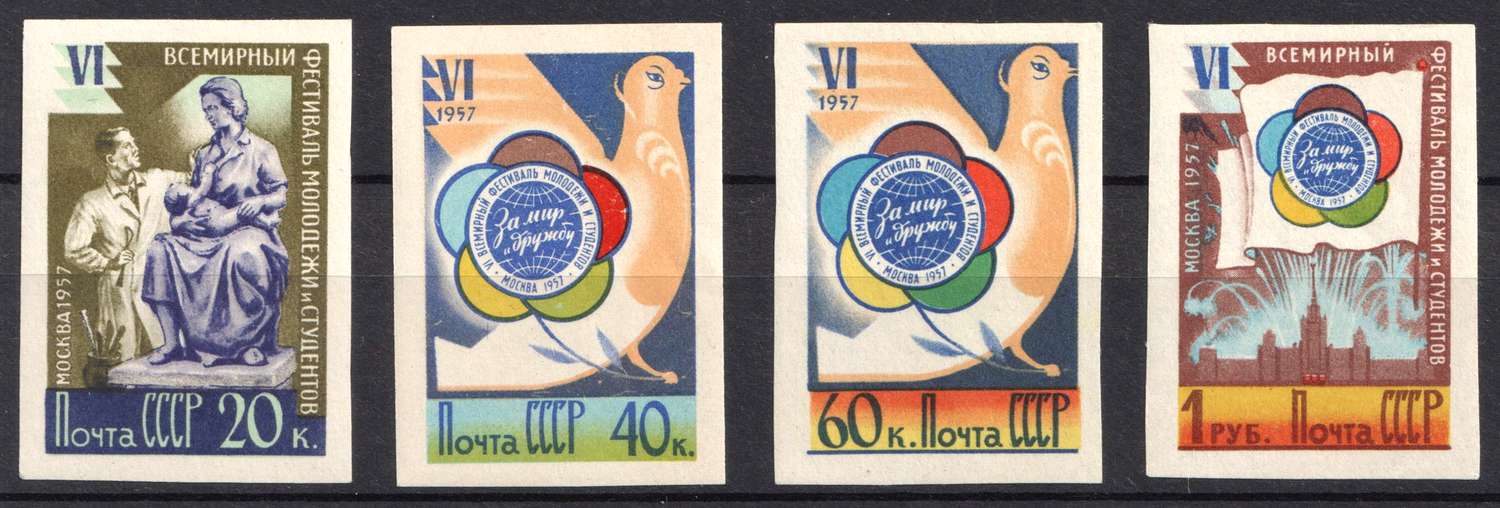 VI
ВСЕМИРНЫЙ
ФЕСТИВАЛЬ МОЛОДЕЖИ и СТУДЕНТОВ
МОСКВА 1957
Почта СССР 20 к.
VI
1957
VI ВСЕМИРНЫЙ ФЕСТИВАЛЬ МОЛОДЕЖИ И СТУДЕНТОВ
За мир
и дружбу
МОСКВА 1957
Почта СССР 40 к.
VI
1957
VI ВСЕМИРНЫЙ ФЕСТИВАЛЬ МОЛОДЕЖИ И СТУДЕНТОВ
За мир
и дружбу
МОСКВА 1957
60 к. Почта СССР
VI
ВСЕМИРНЫЙ
ФЕСТИВАЛЬ МОЛОДЕЖИ и СТУДЕНТОВ
МОСКВА 1957
VI ВСЕМИРНЫЙ ФЕСТИВАЛЬ МОЛОДЕЖИ И СТУДЕНТОВ
За мир
и дружбу
МОСКВА 1957
1 РУБ. Почта СССР